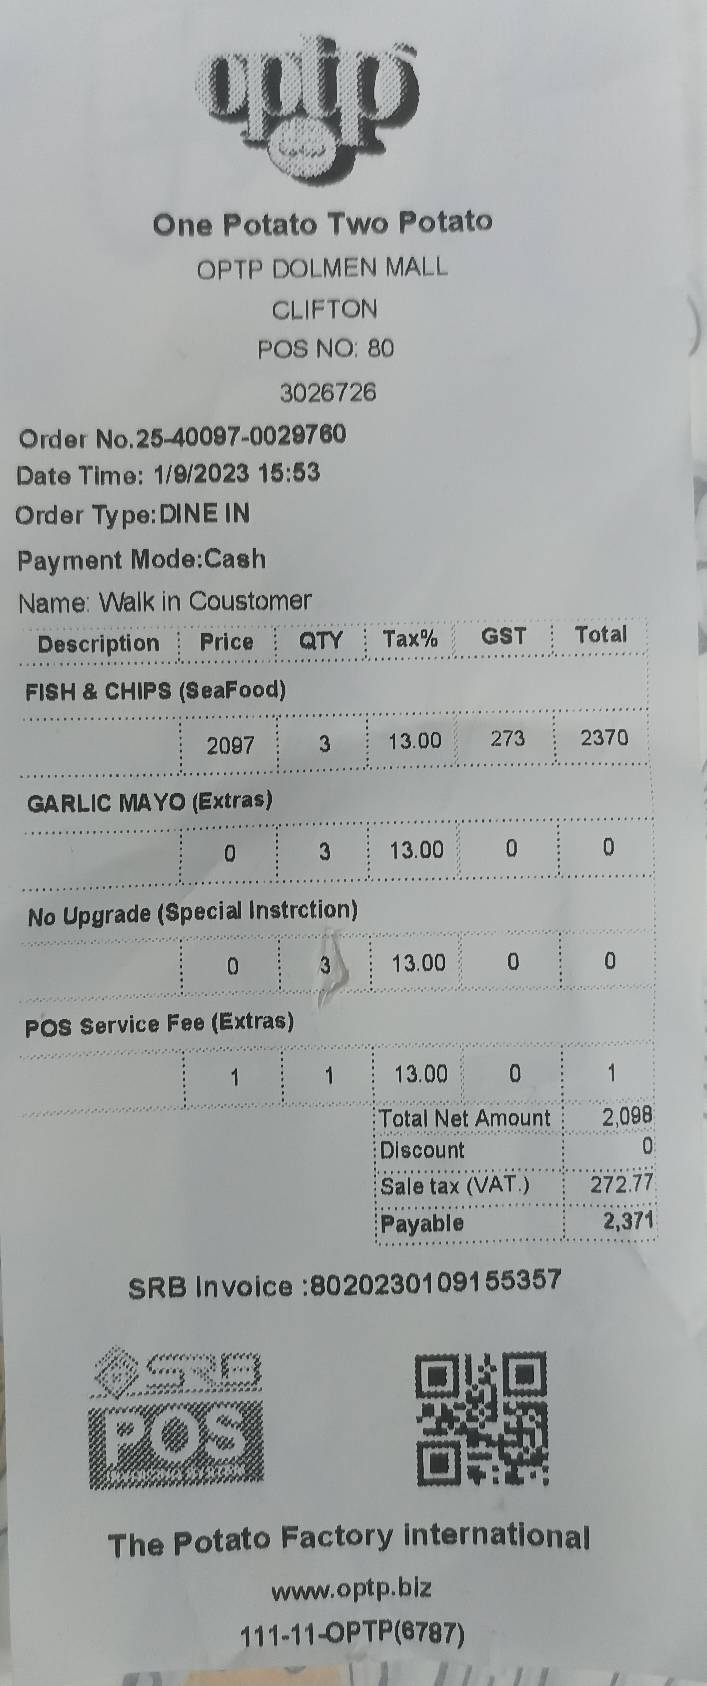 optp
One Potato Two Potato
OPTP DOLMEN MALL
CLIFTON
POS NO: 80
3026726
Order No.25-40097-0029760
Date Time: 1/9/2023 15:53
Order Type:DINE IN
Payment Mode:Cash
Name: Walk in Coustomer
Description Price QTY Tax% GST Total
FISH & CHIPS (SeaFood)
2097 3 13.00 273 2370
GARLIC MAYO (Extras)
0 3 13.00 0 0
No Upgrade (Special Instrction)
0 3 13.00 0 0
POS Service Fee (Extras)
1 1 13.00 0 1
Total Net Amount 2,098
Discount 0
Sale tax (VAT.) 272.77
Payable 2,371
SRB Invoice :8020230109155357
SRB
POS
INVOICING SYSTEM
The Potato Factory international
www.optp.biz
111-11-OPTP(6787)